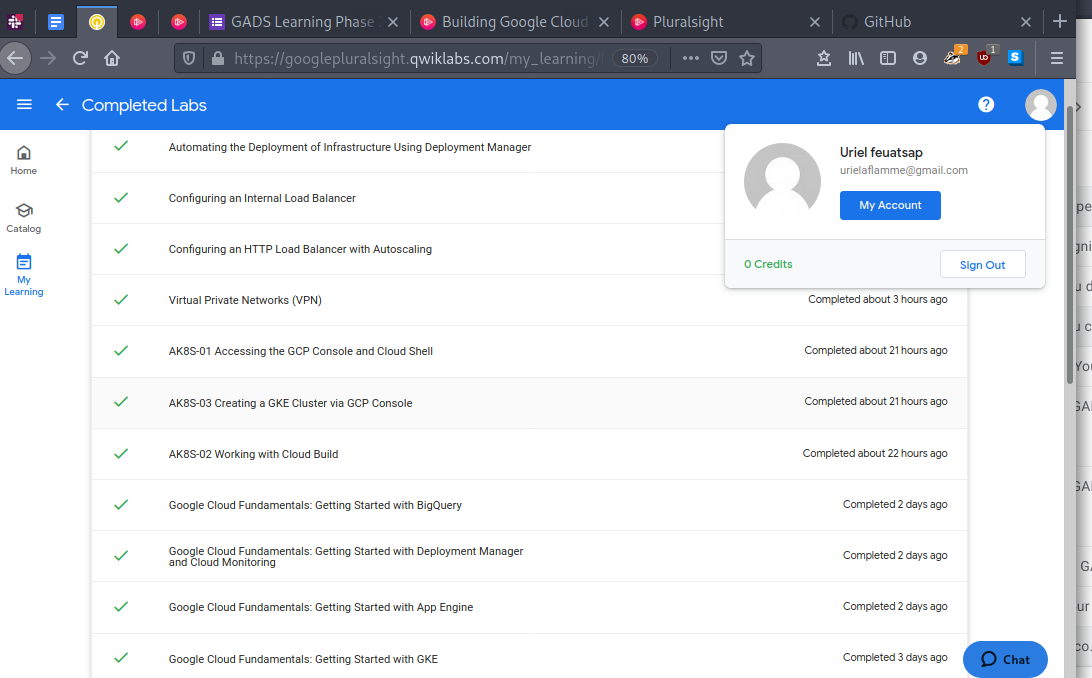 GADS Learning Phase
Building Google Cloud
Pluralsight
GitHub
https://googlepluralsight.qwiklabs.com/my_learning/
80%
2
1
S
Completed Labs
?
Home
Catalog
My
Learning
Automating the Deployment of Infrastructure Using Deployment Manager
Configuring an Internal Load Balancer
Configuring an HTTP Load Balancer with Autoscaling
Uriel feuatsap
urielaflamme@gmail.com
My Account
0 Credits
Sign Out
Virtual Private Networks (VPN)
Completed about 3 hours ago
AK8S-01 Accessing the GCP Console and Cloud Shell
Completed about 21 hours ago
AK8S-03 Creating a GKE Cluster via GCP Console
Completed about 21 hours ago
AK8S-02 Working with Cloud Build
Completed about 22 hours ago
Google Cloud Fundamentals: Getting Started with BigQuery
Completed 2 days ago
Google Cloud Fundamentals: Getting Started with Deployment Manager
and Cloud Monitoring
Completed 2 days ago
Google Cloud Fundamentals: Getting Started with App Engine
Completed 2 days ago
Google Cloud Fundamentals: Getting Started with GKE
Completed 3 days ago
Chat